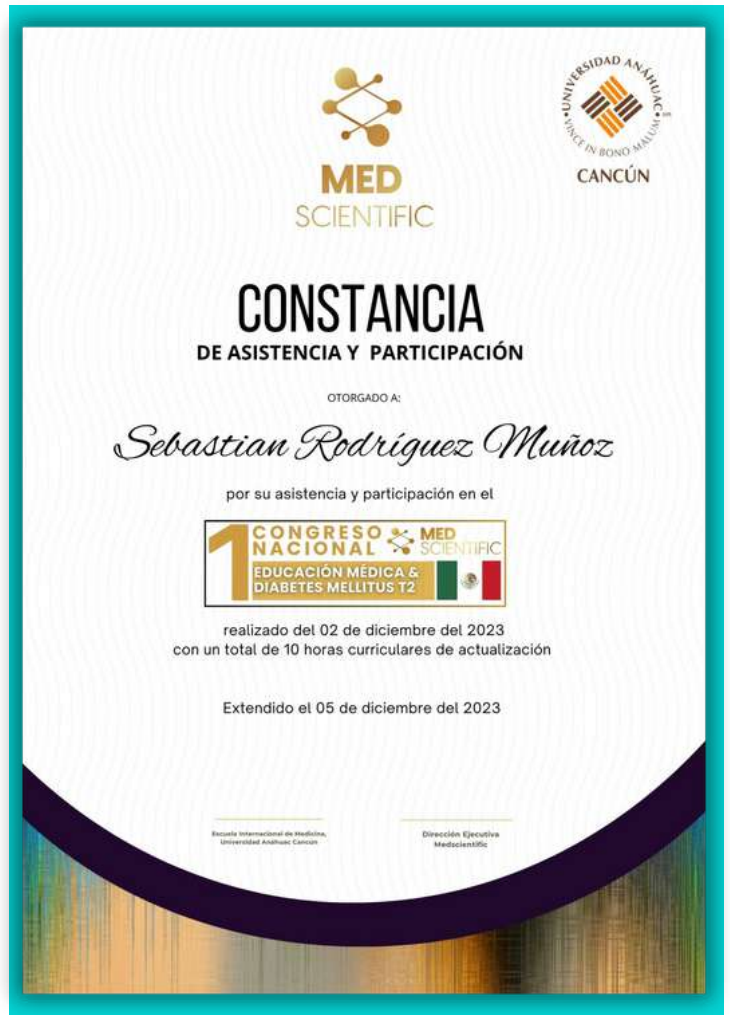 MED
SCIENTIFIC
UNIVERSIDAD ANÁHUAC
VINCE IN BONO MALUM
CANCÚN
CONSTANCIA
DE ASISTENCIA Y PARTICIPACIÓN
OTORGADO A:
Sebastian Rodríguez Muñoz
por su asistencia y participación en el
1 CONGRESO NACIONAL
MED SCIENTIFIC
EDUCACIÓN MÉDICA &
DIABETES MELLITUS T2
realizado del 02 de diciembre del 2023
con un total de 10 horas curriculares de actualización
Extendido el 05 de diciembre del 2023
Escuela Internacional de Medicina,
Universidad Anáhuac Cancún
Dirección Ejecutiva
Medscientific